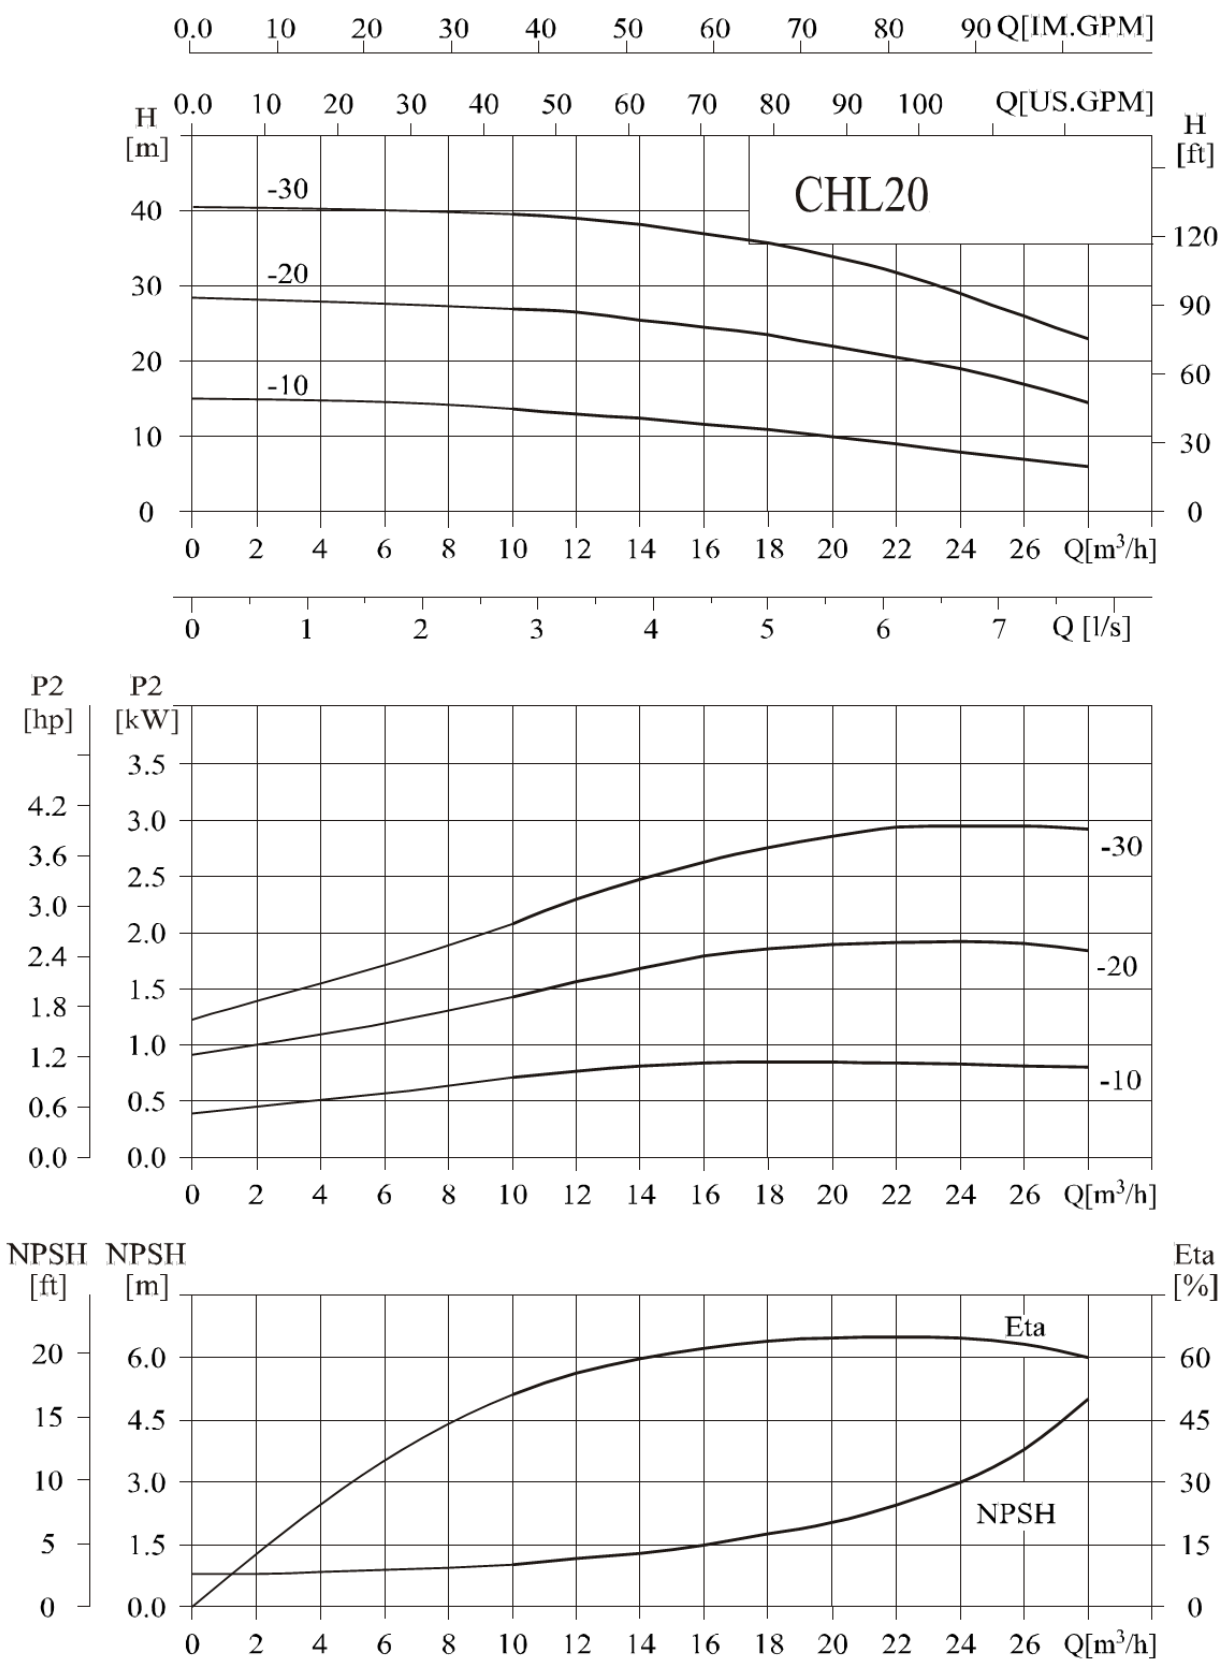 0.0 10 20 30 40 50 60 70 80 90 Q[IM.GPM]
0.0 10 20 30 40 50 60 70 80 90 100 Q[US.GPM]
H
[m]
H
[ft]
CHL20
-30
-20
-10
40
30
20
10
0
120
90
60
30
0
0 2 4 6 8 10 12 14 16 18 20 22 24 26 Q[m³/h]
0 1 2 3 4 5 6 7 Q [l/s]
P2
[hp]
P2
[kW]
4.2
3.6
3.0
2.4
1.8
1.2
0.6
0.0
3.5
3.0
2.5
2.0
1.5
1.0
0.5
0.0
-30
-20
-10
0 2 4 6 8 10 12 14 16 18 20 22 24 26 Q[m³/h]
NPSH
[ft]
NPSH
[m]
Eta
[%]
20
15
10
5
0
6.0
4.5
3.0
1.5
0.0
Eta
NPSH
60
45
30
15
0
0 2 4 6 8 10 12 14 16 18 20 22 24 26 Q[m³/h]